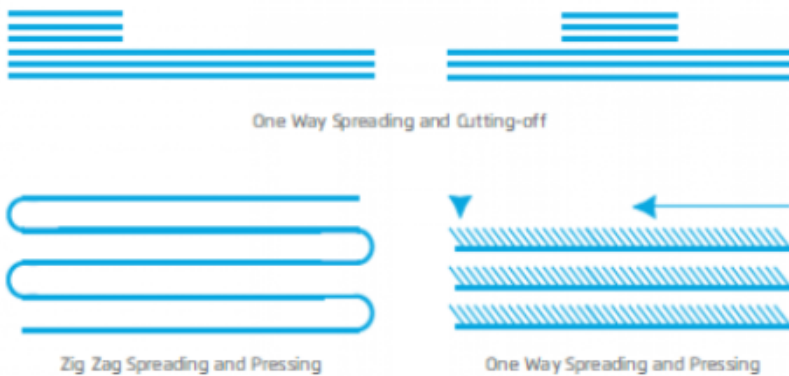 One Way Spreading and Cutting-off
Zig Zag Spreading and Pressing
One Way Spreading and Pressing